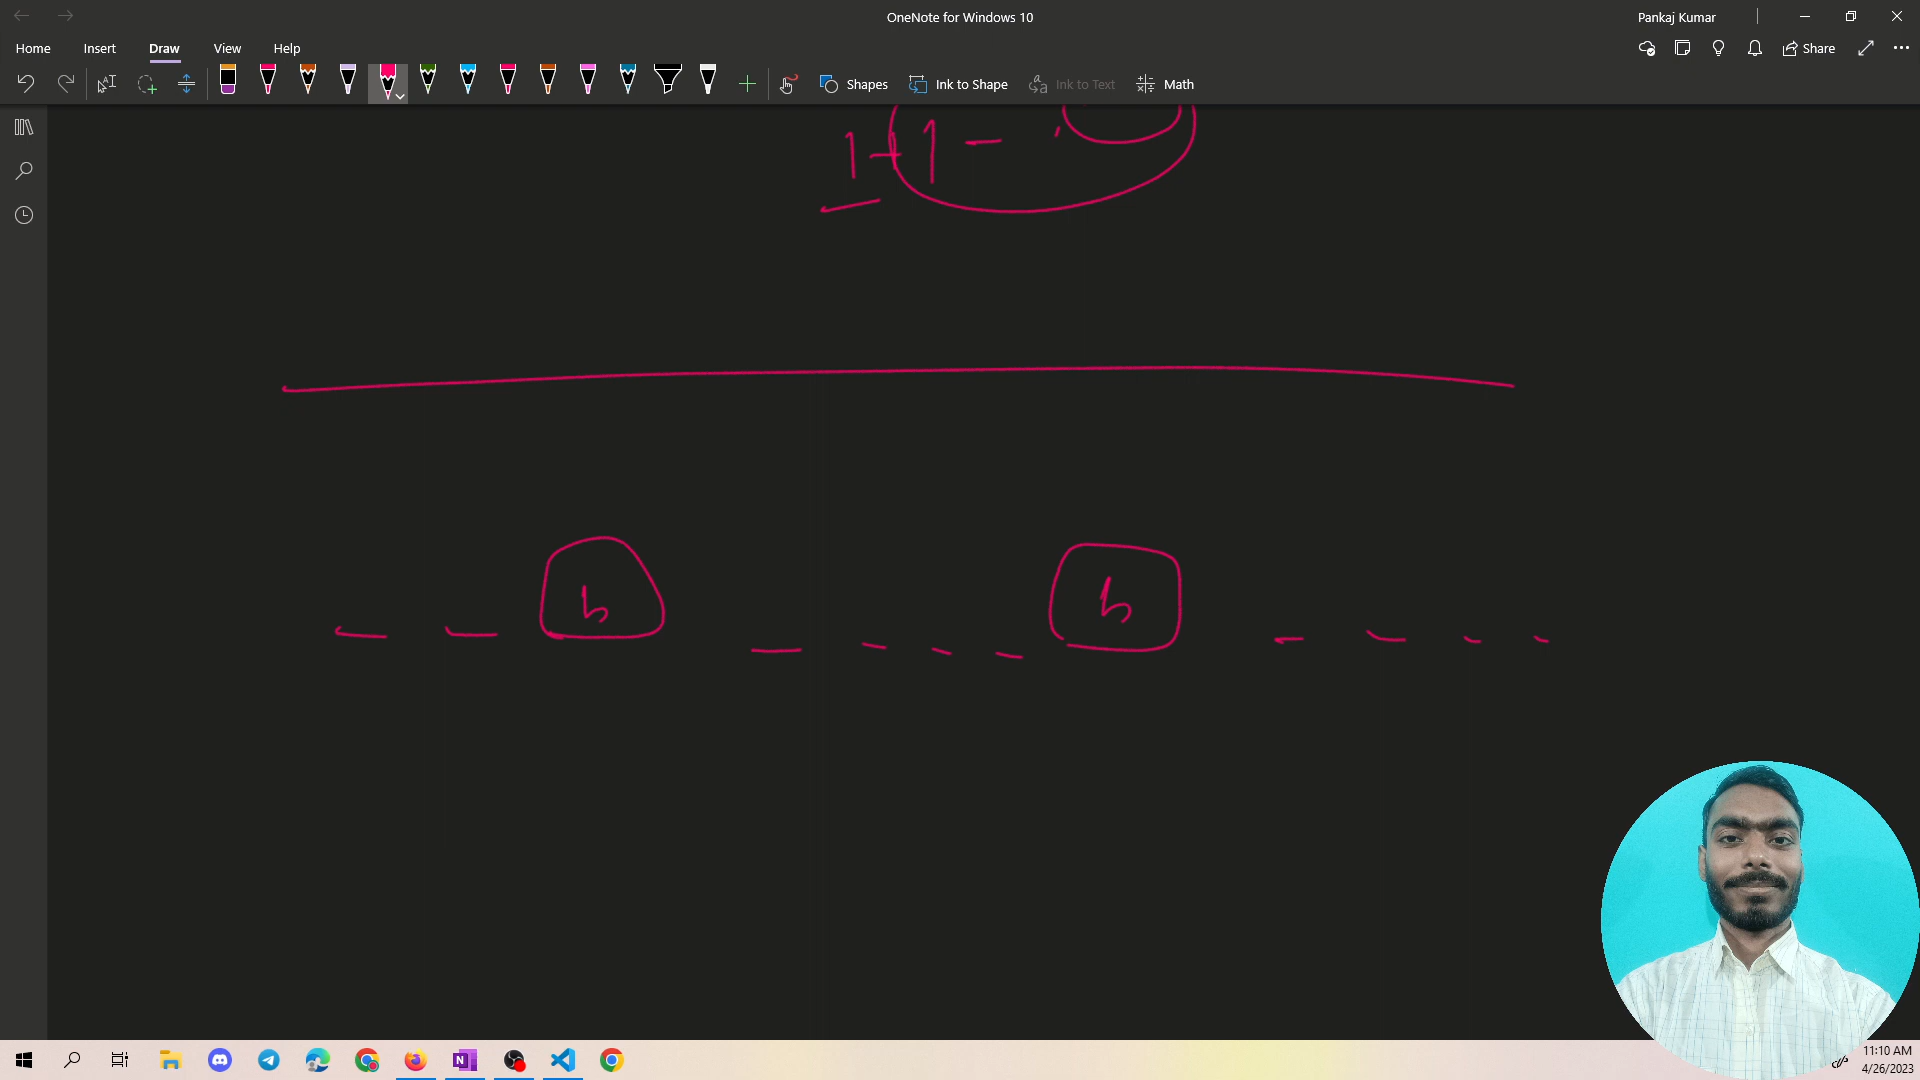 OneNote for Windows 10
Pankaj Kumar
Home Insert Draw View Help
Share
Shapes
Ink to Shape
Ink to Text
Math
1+1-
b b
11:10 AM
4/26/2023